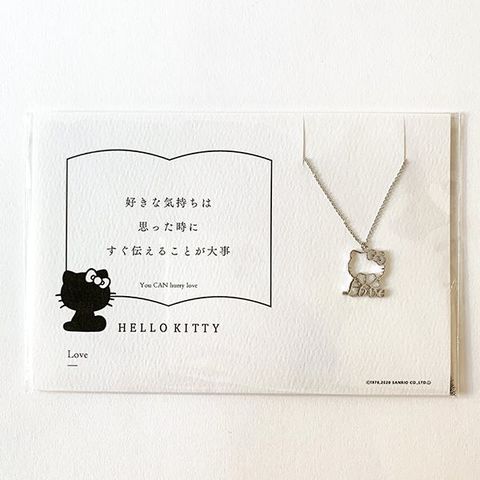 好きな気持ちは
思った時に
すぐ伝えることが大事
You CAN hurry love
HELLO KITTY
Love
Love
©1976, 2020 SANRIO CO., LTD.